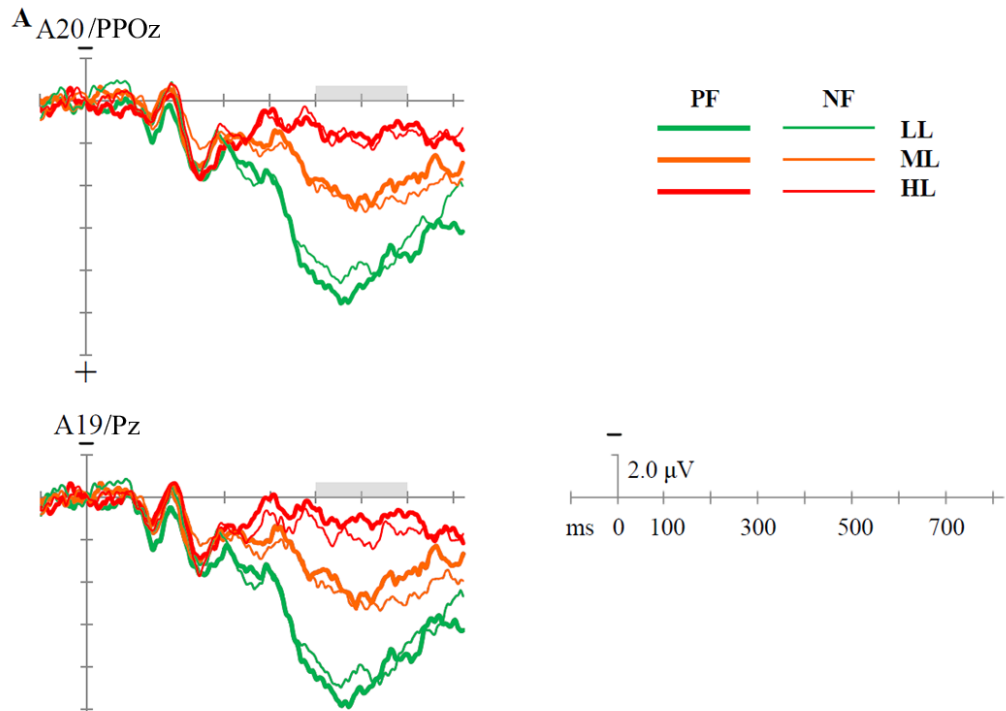 A
A20/PPOz
−
+
PF NF
LL
ML
HL
A19/Pz
−
−
2.0 μV
ms 0 100 300 500 700